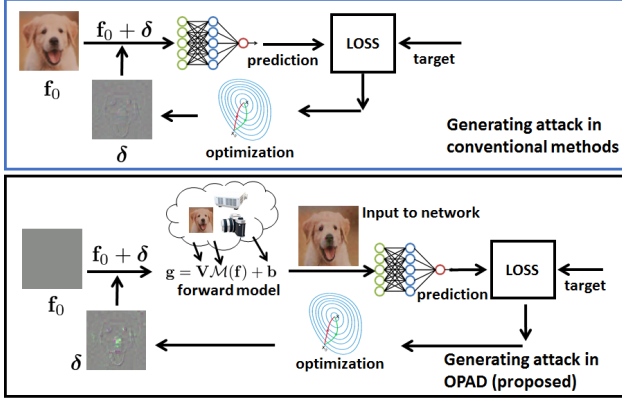 f₀ + δ
LOSS
prediction
target
f₀
δ
optimization
Generating attack in
conventional methods
Input to network
f₀ + δ
g = V𝓜(f) + b
forward model
LOSS
f₀
prediction
target
δ
optimization
Generating attack in
OPAD (proposed)